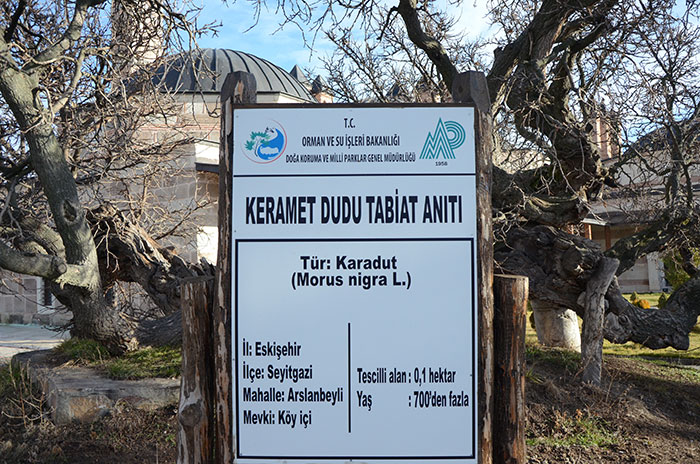 T.C.
ORMAN VE SU İŞLERİ BAKANLIĞI
DOĞA KORUMA VE MİLLİ PARKLAR GENEL MÜDÜRLÜĞÜ
1958
KERAMET DUDU TABİAT ANITI
Tür: Karadut
(Morus nigra L.)
İl: Eskişehir
İlçe: Seyitgazi
Mahalle: Arslanbeyli
Mevki: Köy içi
Tescilli alan : 0,1 hektar
Yaş : 700'den fazla